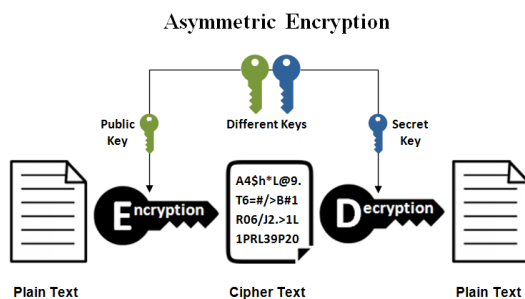 Asymmetric Encryption
Public
Key
Different Keys
Secret
Key
A4$h*L@9.
T6=#/>B#1
R06/J2.>1L
1PRL39P20
Encryption
Decryption
Plain Text
Cipher Text
Plain Text